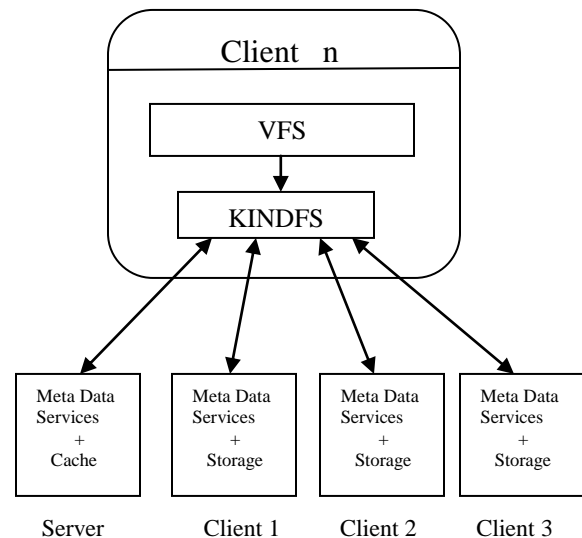 Client n
VFS
KINDFS
Meta Data
Services
+
Cache
Meta Data
Services
+
Storage
Meta Data
Services
+
Storage
Meta Data
Services
+
Storage
Server
Client 1
Client 2
Client 3